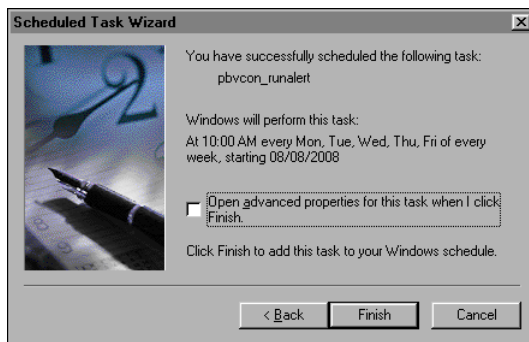 Scheduled Task Wizard
You have successfully scheduled the following task:
pbvcon_runalert
Windows will perform this task:
At 10:00 AM every Mon, Tue, Wed, Thu, Fri of every
week, starting 08/08/2008
Open advanced properties for this task when I click
Finish.
Click Finish to add this task to your Windows schedule.
< Back Finish Cancel